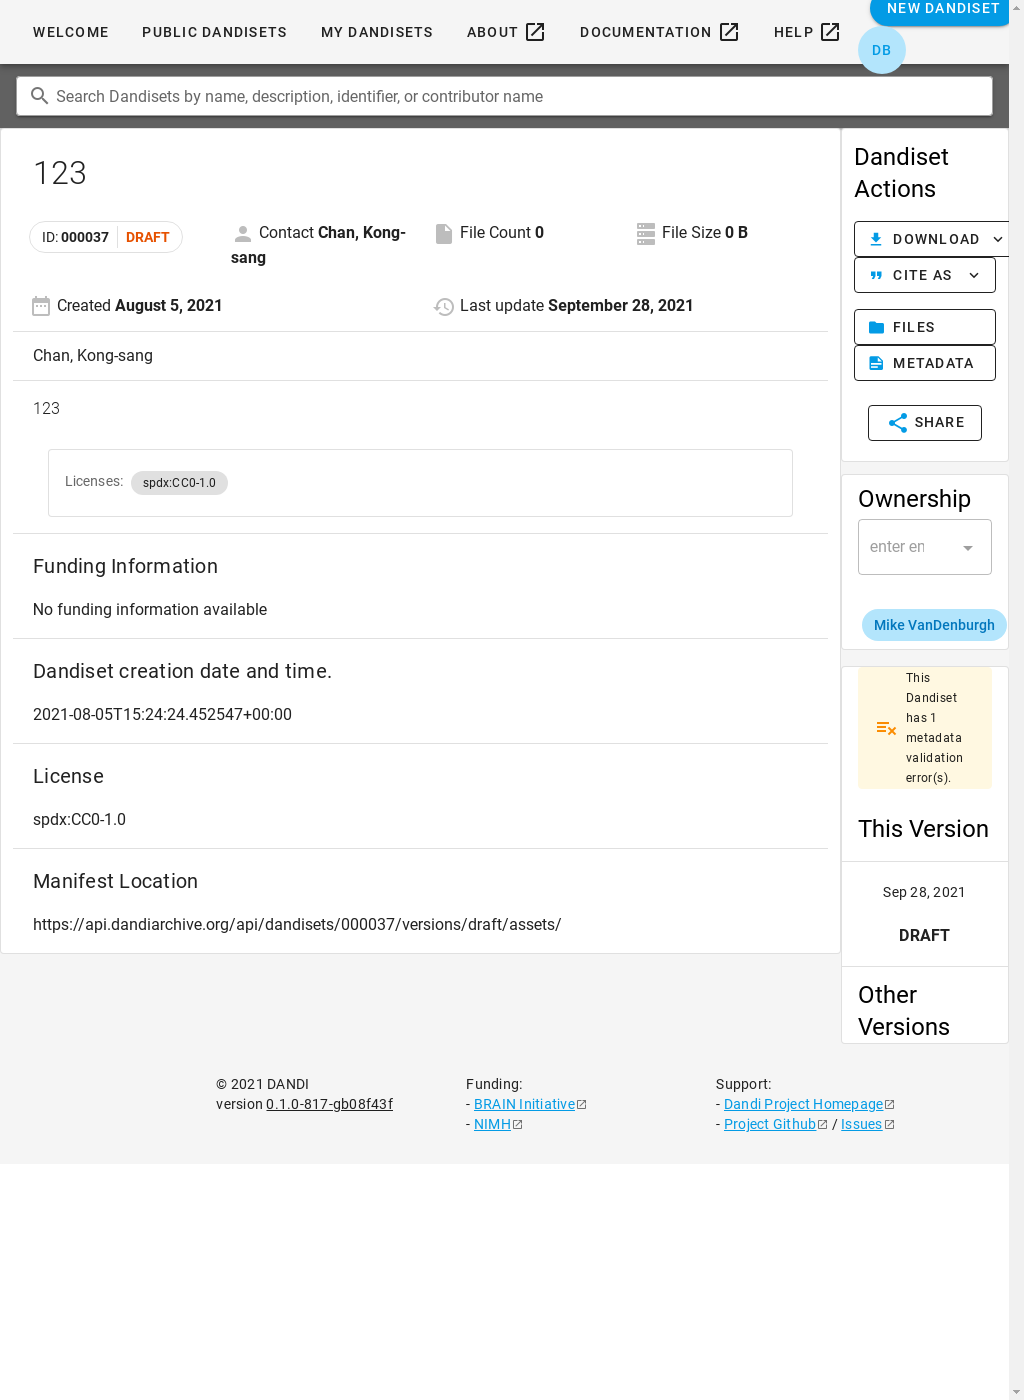 WELCOME PUBLIC DANDISETS MY DANDISETS ABOUT DOCUMENTATION HELP NEW DANDISET
DB
Search Dandisets by name, description, identifier, or contributor name
123
ID: 000037 DRAFT
Contact Chan, Kong-
sang
File Count 0
File Size 0 B
Created August 5, 2021
Last update September 28, 2021
Chan, Kong-sang
123
Licenses: spdx:CC0-1.0
Funding Information
No funding information available
Dandiset creation date and time.
2021-08-05T15:24:24.452547+00:00
License
spdx:CC0-1.0
Manifest Location
https://api.dandiarchive.org/api/dandisets/000037/versions/draft/assets/
Dandiset
Actions
DOWNLOAD
CITE AS
FILES
METADATA
SHARE
Ownership
enter en
Mike VanDenburgh
This
Dandiset
has 1
metadata
validation
error(s).
This Version
Sep 28, 2021
DRAFT
Other
Versions
© 2021 DANDI
version 0.1.0-817-gb08f43f
Funding:
- BRAIN Initiative
- NIMH
Support:
- Dandi Project Homepage
- Project Github / Issues